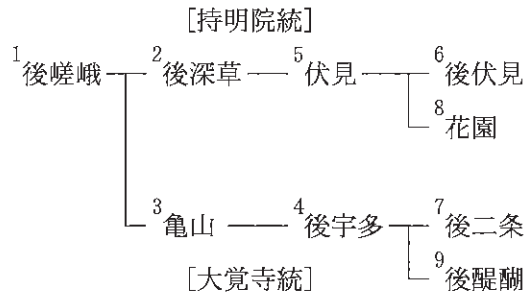 [持明院統]
1後嵯峨 2後深草 5伏見 6後伏見
8花園
3亀山 4後宇多 7後二条
[大覚寺統] 9後醍醐